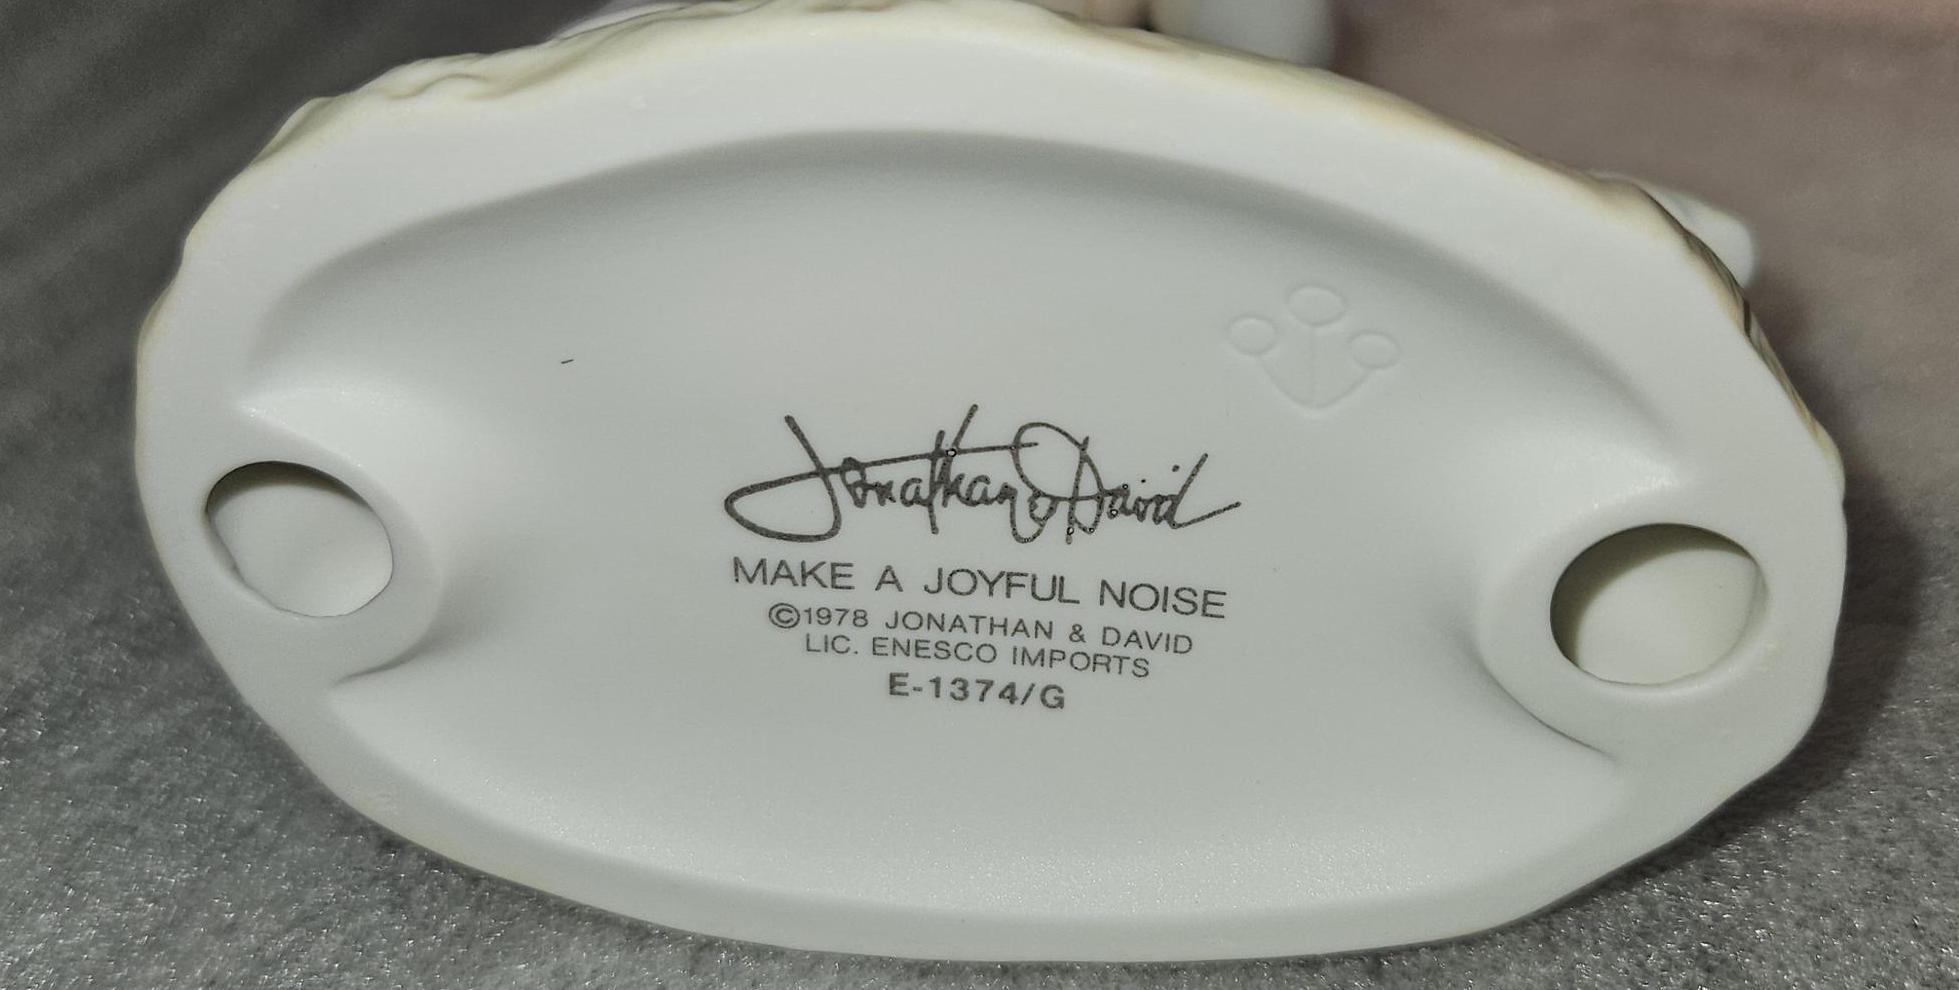 Jonathan & David
MAKE A JOYFUL NOISE
©1978 JONATHAN & DAVID
LIC. ENESCO IMPORTS
E-1374/G